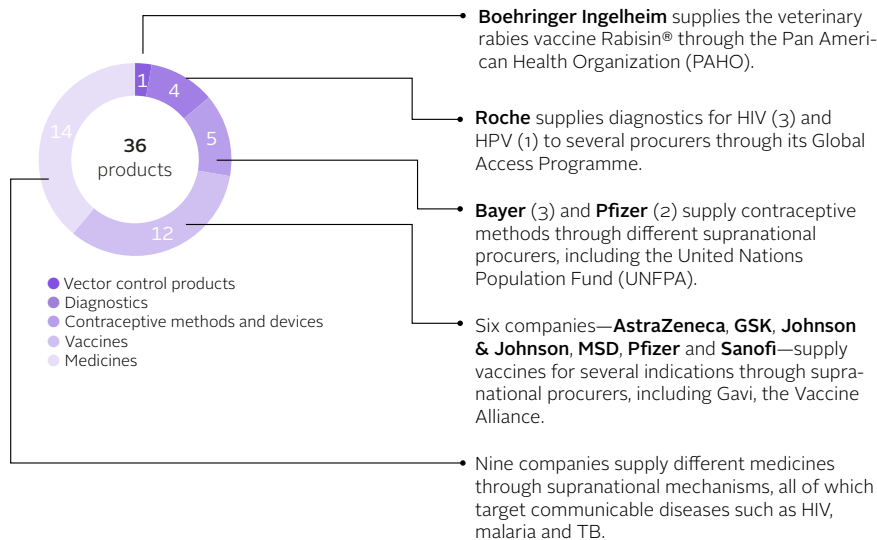 Boehringer Ingelheim supplies the veterinary
rabies vaccine Rabisin® through the Pan Ameri-
can Health Organization (PAHO).
1
4
5
12
14
36
products
Roche supplies diagnostics for HIV (3) and
HPV (1) to several procurers through its Global
Access Programme.
Bayer (3) and Pfizer (2) supply contraceptive
methods through different supranational
procurers, including the United Nations
Population Fund (UNFPA).
Vector control products
Diagnostics
Contraceptive methods and devices
Vaccines
Medicines
Six companies—AstraZeneca, GSK, Johnson
& Johnson, MSD, Pfizer and Sanofi—supply
vaccines for several indications through supra-
national procurers, including Gavi, the Vaccine
Alliance.
Nine companies supply different medicines
through supranational mechanisms, all of which
target communicable diseases such as HIV,
malaria and TB.